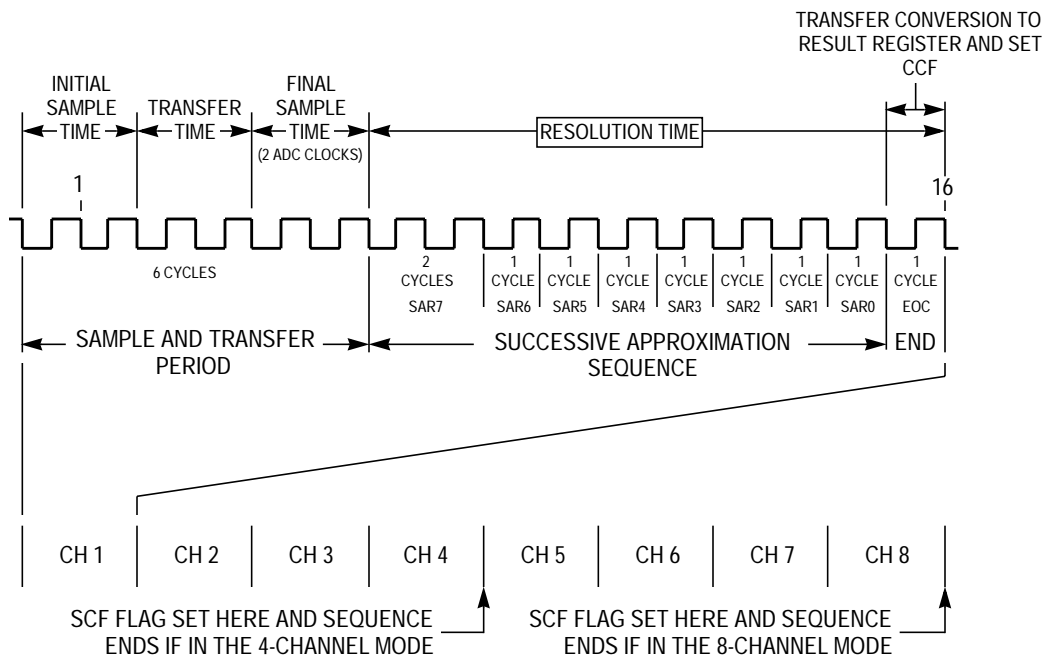 TRANSFER CONVERSION TO
RESULT REGISTER AND SET
CCF
INITIAL
SAMPLE
TIME
TRANSFER
TIME
FINAL
SAMPLE
TIME
(2 ADC CLOCKS)
RESOLUTION TIME
1
16
6 CYCLES
2
CYCLES
SAR7
1
CYCLE
SAR6
1
CYCLE
SAR5
1
CYCLE
SAR4
1
CYCLE
SAR3
1
CYCLE
SAR2
1
CYCLE
SAR1
1
CYCLE
SAR0
1
CYCLE
EOC
SAMPLE AND TRANSFER
PERIOD
SUCCESSIVE APPROXIMATION
SEQUENCE
END
CH 1
CH 2
CH 3
CH 4
CH 5
CH 6
CH 7
CH 8
SCF FLAG SET HERE AND SEQUENCE
ENDS IF IN THE 4-CHANNEL MODE
SCF FLAG SET HERE AND SEQUENCE
ENDS IF IN THE 8-CHANNEL MODE